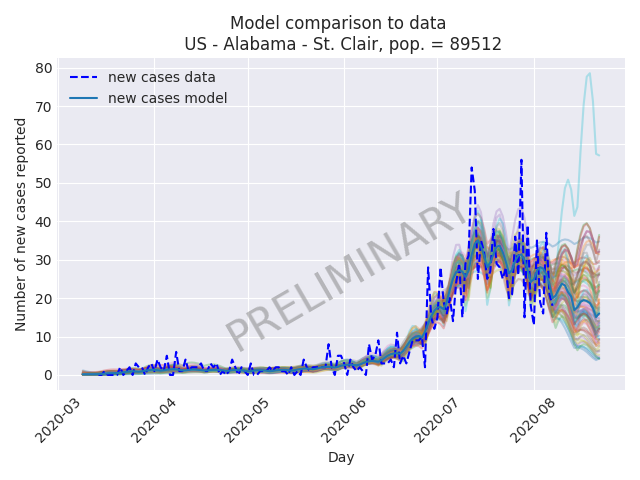 Model comparison to data
US - Alabama - St. Clair, pop. = 89512
new cases data
new cases model
PRELIMINARY
Number of new cases reported
80
70
60
50
40
30
20
10
0
2020-03
2020-04
2020-05
2020-06
2020-07
2020-08
Day